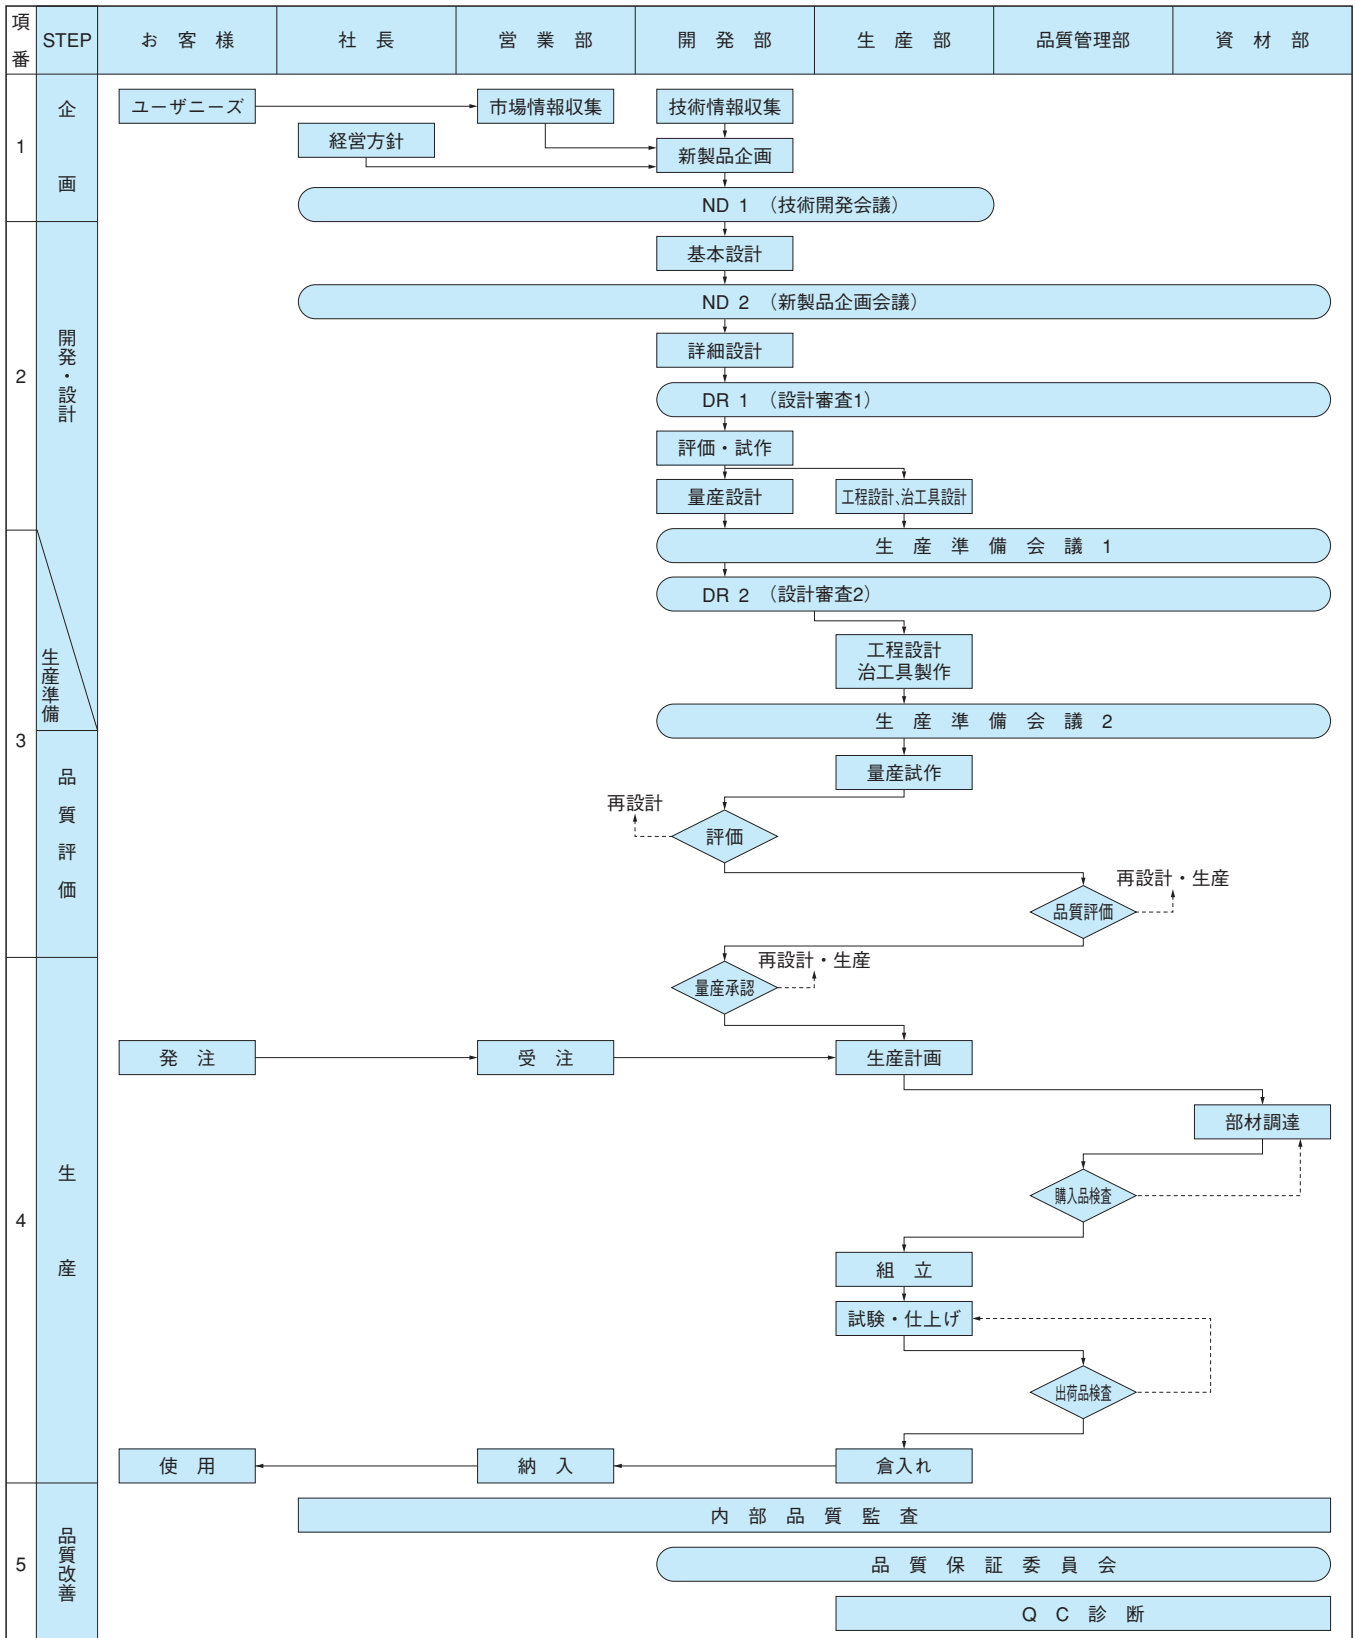 項番 STEP お客様 社長 営業部 開発部 生産部 品質管理部 資材部
1
企画
ユーザニーズ 市場情報収集 技術情報収集
経営方針
新製品企画
ND 1 （技術開発会議）
2
開発・設計
基本設計
ND 2 （新製品企画会議）
詳細設計
DR 1 （設計審査1）
評価・試作
量産設計 工程設計、治工具設計
3
生産準備
生産準備会議 1
DR 2 （設計審査2）
工程設計
治工具製作
生産準備会議 2
品質評価
量産試作
再設計
評価
再設計・生産
品質評価
4
生産
再設計・生産
量産承認
発注 受注 生産計画
部材調達
購入品検査
組立
試験・仕上げ
出荷品検査
使用 納入 倉入れ
5
品質改善
内部品質監査
品質保証委員会
QC診断